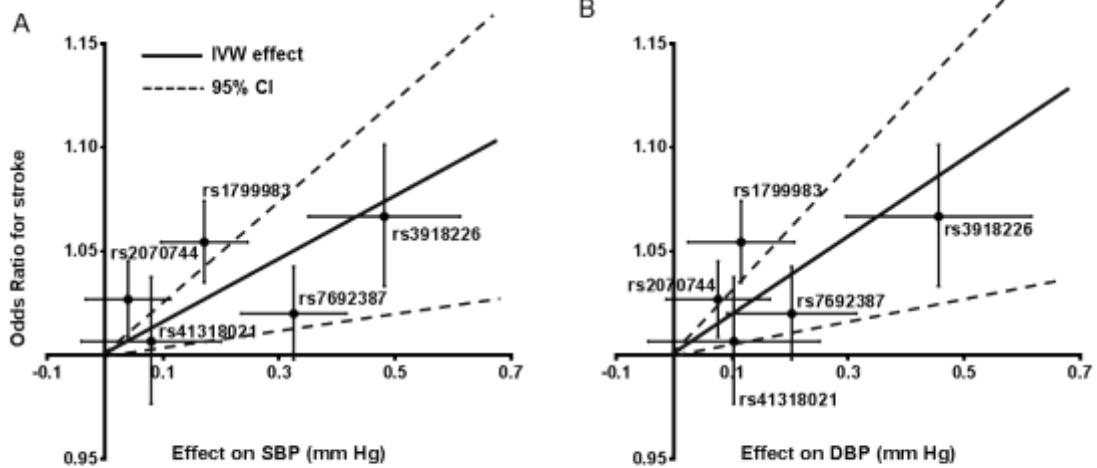 A
1.15
1.10
1.05
0.95
-0.1
0.1
0.3
0.5
0.7
Odds Ratio for stroke
Effect on SBP (mm Hg)
IVW effect
95% CI
rs1799983
rs2070744
rs3918226
rs7692387
rs41318021
B
1.15
1.10
1.05
0.95
-0.1
0.1
0.3
0.5
0.7
Effect on DBP (mm Hg)
rs1799983
rs2070744
rs3918226
rs7692387
rs41318021